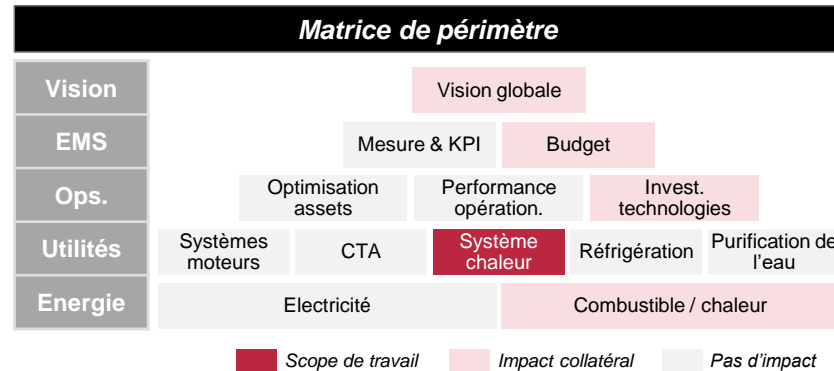 Matrice de périmètre
Vision
Vision globale
EMS
Mesure & KPI
Budget
Ops.
Optimisation
assets
Performance
opération.
Invest.
technologies
Utilités
Systèmes
moteurs
CTA
Système
chaleur
Réfrigération
Purification de
l'eau
Energie
Electricité
Combustible / chaleur
Scope de travail
Impact collatéral
Pas d'impact